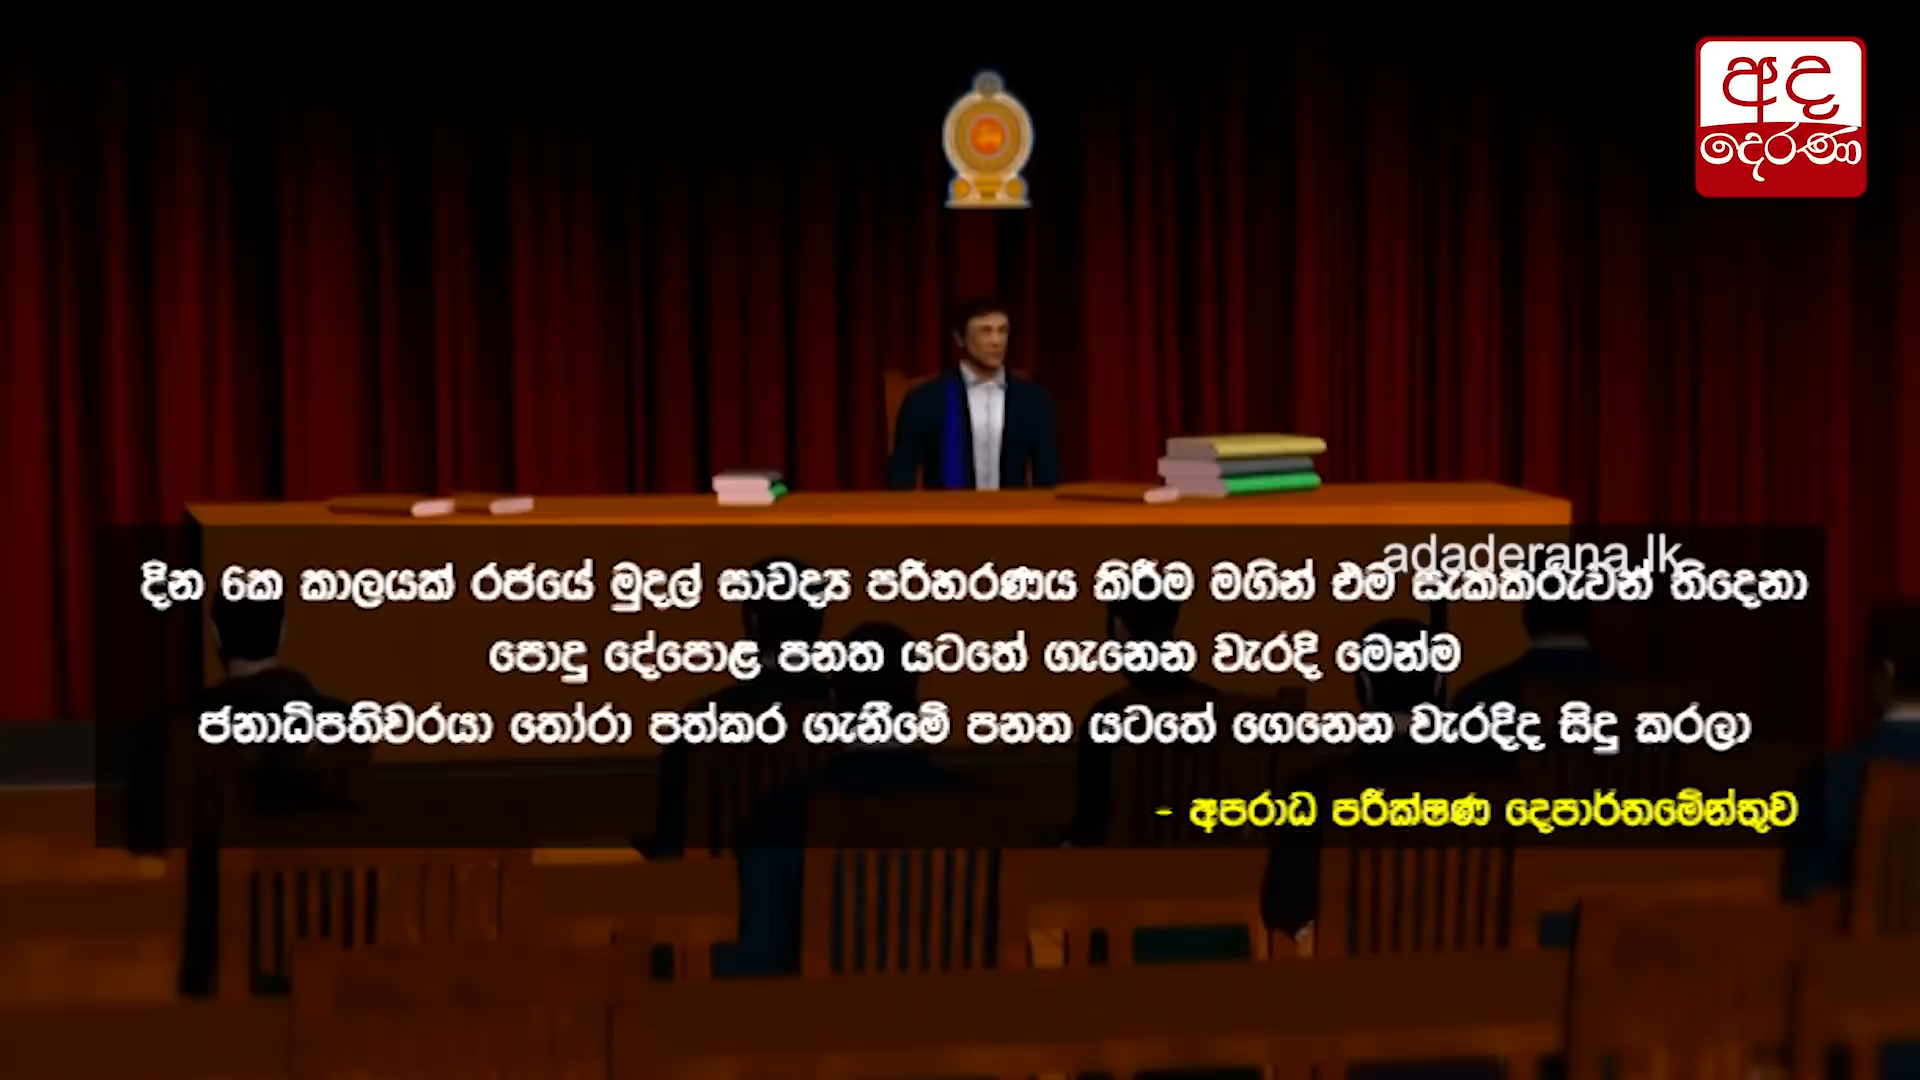 අද
දෙරණ
adaderana.lk
දින 6ක කාලයක් රජයේ මුදල් සාවද්‍ය පරිහරණය කිරීම මගින් එම සැකකරුවන් තිදෙනා
පොදු දේපොළ පනත යටතේ ගැනෙන වැරදි මෙන්ම
ජනාධිපතිවරයා තෝරා පත්කර ගැනීමේ පනත යටතේ ගෙනෙන වැරදිද සිදු කරලා
- අපරාධ පරීක්ෂණ දෙපාර්තමේන්තුව